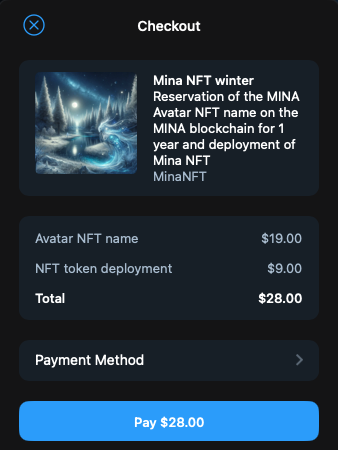 Checkout
Mina NFT winter
Reservation of the MINA
Avatar NFT name on the
MINA blockchain for 1
year and deployment of
Mina NFT
MinaNFT
Avatar NFT name $19.00
NFT token deployment $9.00
Total $28.00
Payment Method
Pay $28.00